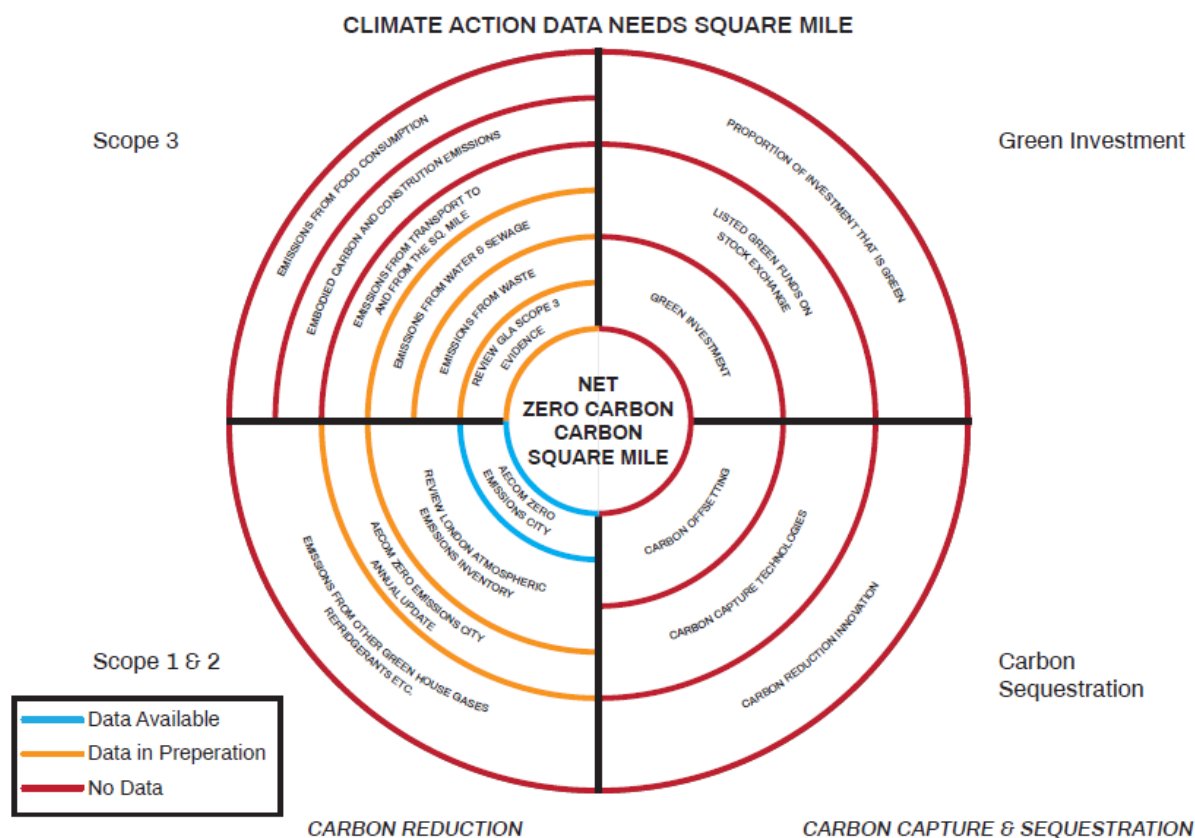 CLIMATE ACTION DATA NEEDS SQUARE MILE
Scope 3
Green Investment
EMISSIONS FROM FOOD CONSUMPTION
EMBODIED CARBON AND CONSTRUTION EMISSIONS
EMISSIONS FROM TRANSPORT TO
AND FROM THE SQ. MILE
EMISSIONS FROM WATER & SEWAGE
EMISSIONS FROM WASTE
REVIEW GLA SCOPE 3
EVIDENCE
PROPORTION OF INVESTMENT THAT IS GREEN
LISTED GREEN FUNDS ON
STOCK EXCHANGE
GREEN INVESTMENT
NET
ZERO CARBON
CARBON
SQUARE MILE
AECOM ZERO
EMISSIONS CITY
REVIEW LONDON ATMOSPHERIC
EMISSIONS INVENTORY
AECOM ZERO EMISSIONS CITY
ANNUAL UPDATE
EMISSIONS FROM OTHER GREEN HOUSE GASES
REFRIDGERANTS ETC.
CARBON OFFSETTING
CARBON CAPTURE TECHNOLOGIES
CARBON REDUCTION INNOVATION
Scope 1 & 2
Carbon
Sequestration
Data Available
Data in Preperation
No Data
CARBON REDUCTION
CARBON CAPTURE & SEQUESTRATION